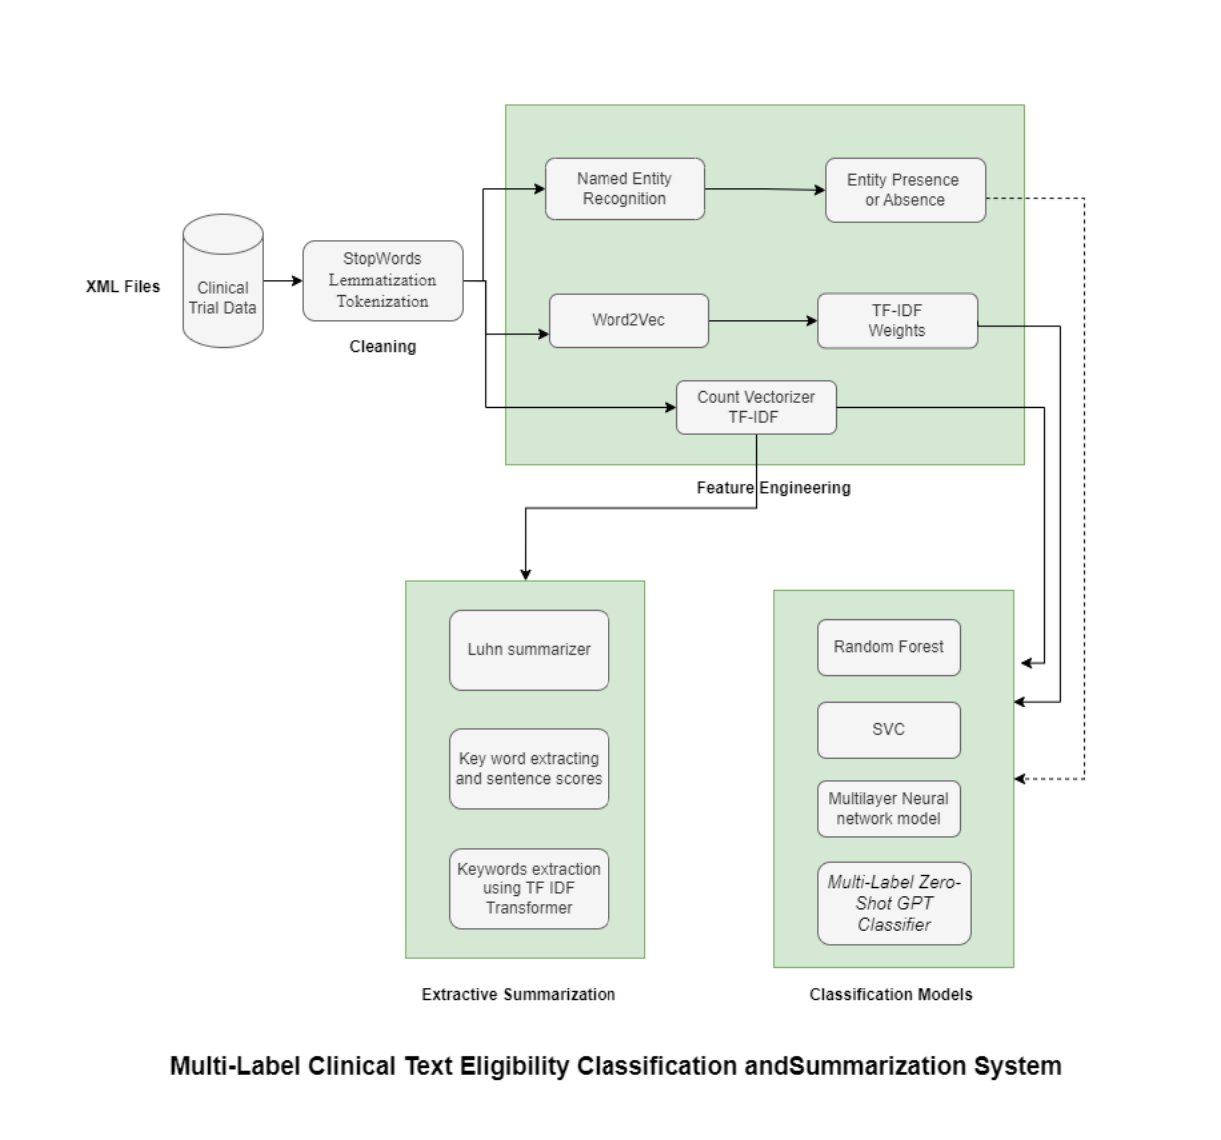 Named Entity
Recognition
Entity Presence
or Absence
XML Files
Clinical
Trial Data
StopWords
Lemmatization
Tokenization
Cleaning
Word2Vec
TF-IDF
Weights
Count Vectorizer
TF-IDF
Feature Engineering
Luhn summarizer
Key word extracting
and sentence scores
Keywords extraction
using TF IDF
Transformer
Extractive Summarization
Random Forest
SVC
Multilayer Neural
network model
Multi-Label Zero-
Shot GPT
Classifier
Classification Models
Multi-Label Clinical Text Eligibility Classification andSummarization System